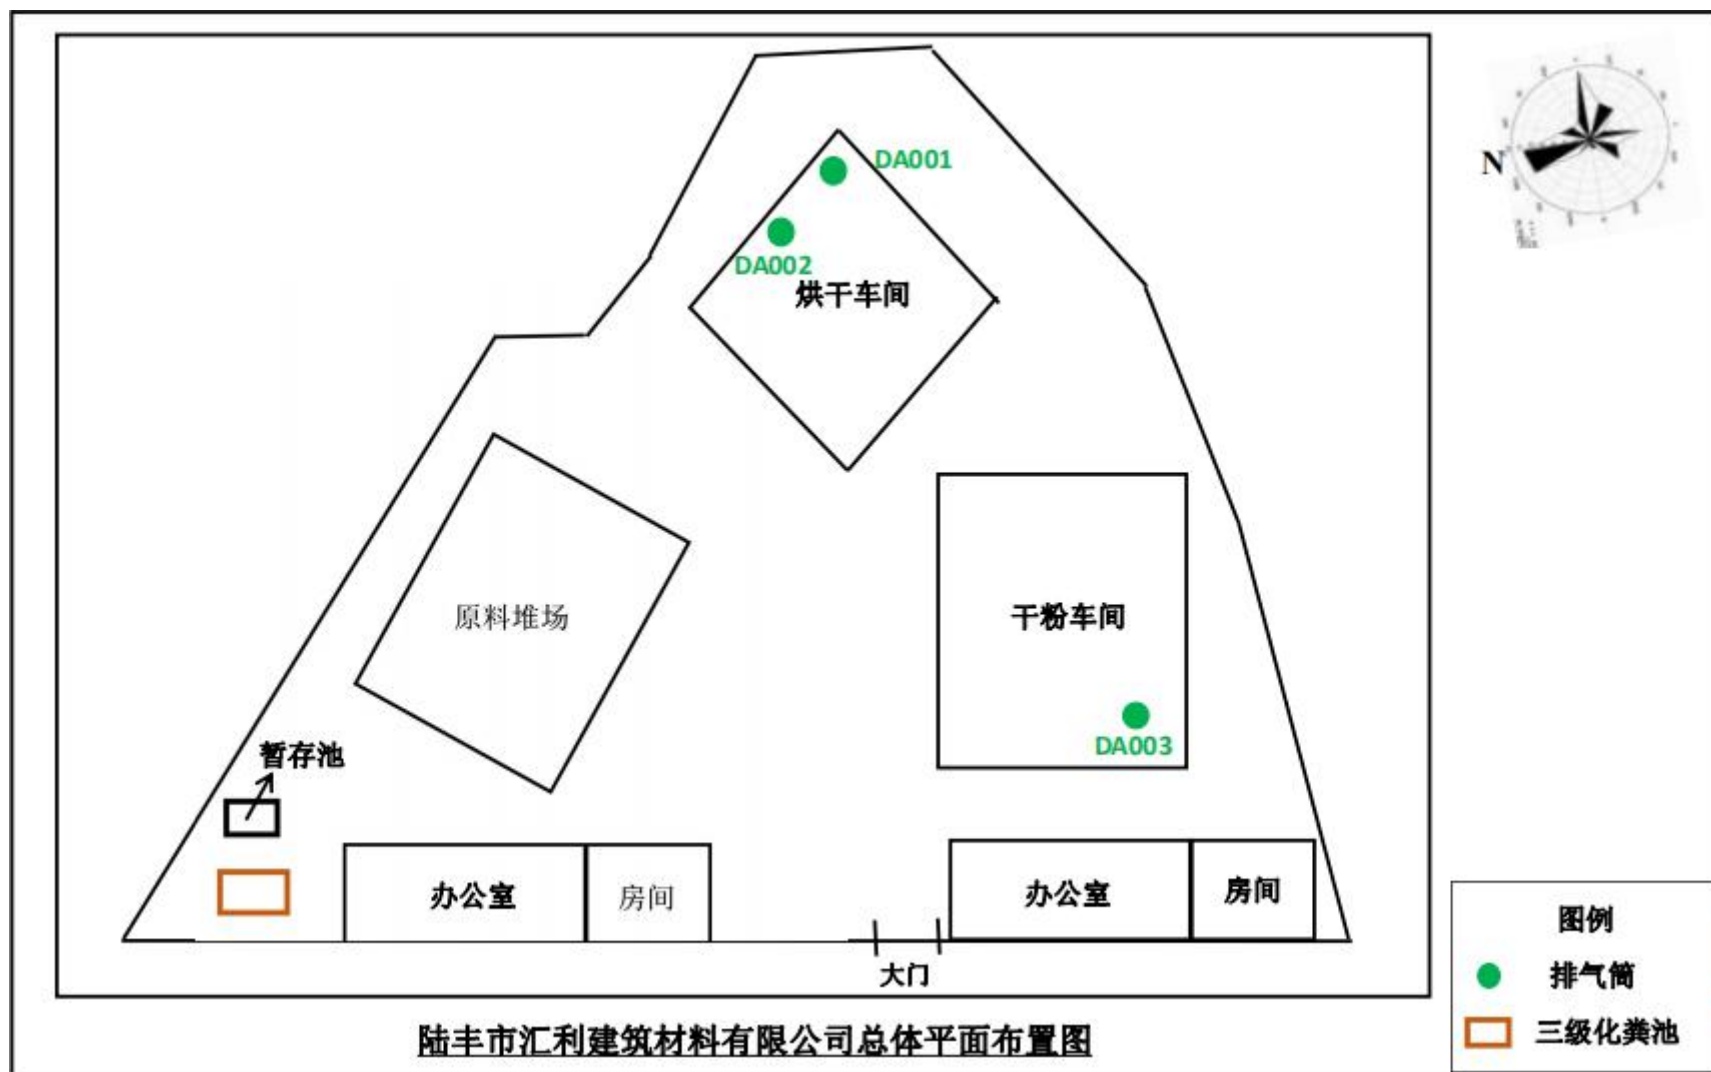 DA001
N
DA002
烘干车间
原料堆场
干粉车间
DA003
暂存池
办公室
房间
办公室
房间
大门
图例
排气筒
三级化粪池
陆丰市汇利建筑材料有限公司总体平面布置图